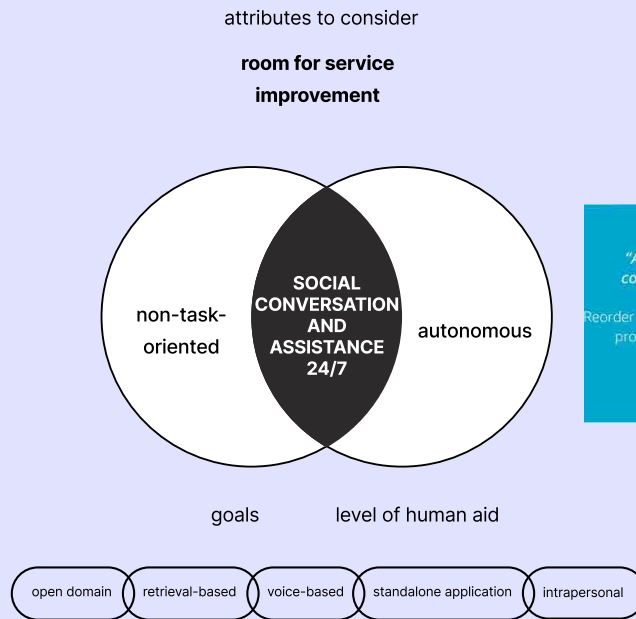 attributes to consider
room for service
improvement
non-task-
oriented
SOCIAL
CONVERSATION
AND
ASSISTANCE
24/7
autonomous
Reorder
goals
level of human aid
open domain
retrieval-based
voice-based
standalone application
intrapersonal